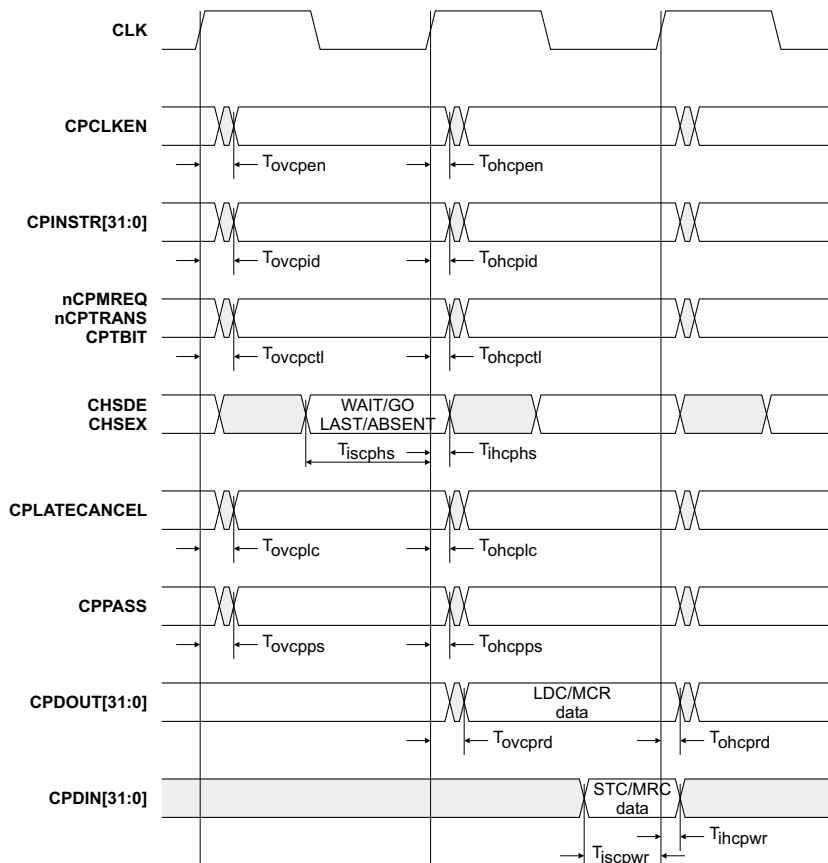 CLK
CPCLKEN
Tovcpen
Tohcpen
CPINSTR[31:0]
Tovcpid
Tohcpid
nCPMREQ
nCPTRANS
CPTBIT
Tovcpctl
Tohcpctl
CHSDE
CHSEX
WAIT/GO
LAST/ABSENT
Tiscphs
Tihcphs
CPLATECANCEL
Tovcplc
Tohcplc
CPPASS
Tovcpps
Tohcpps
CPDOUT[31:0]
LDC/MCR
data
Tovcprd
Tohcprd
CPDIN[31:0]
STC/MRC
data
Tihcpwr
Tiscpwr